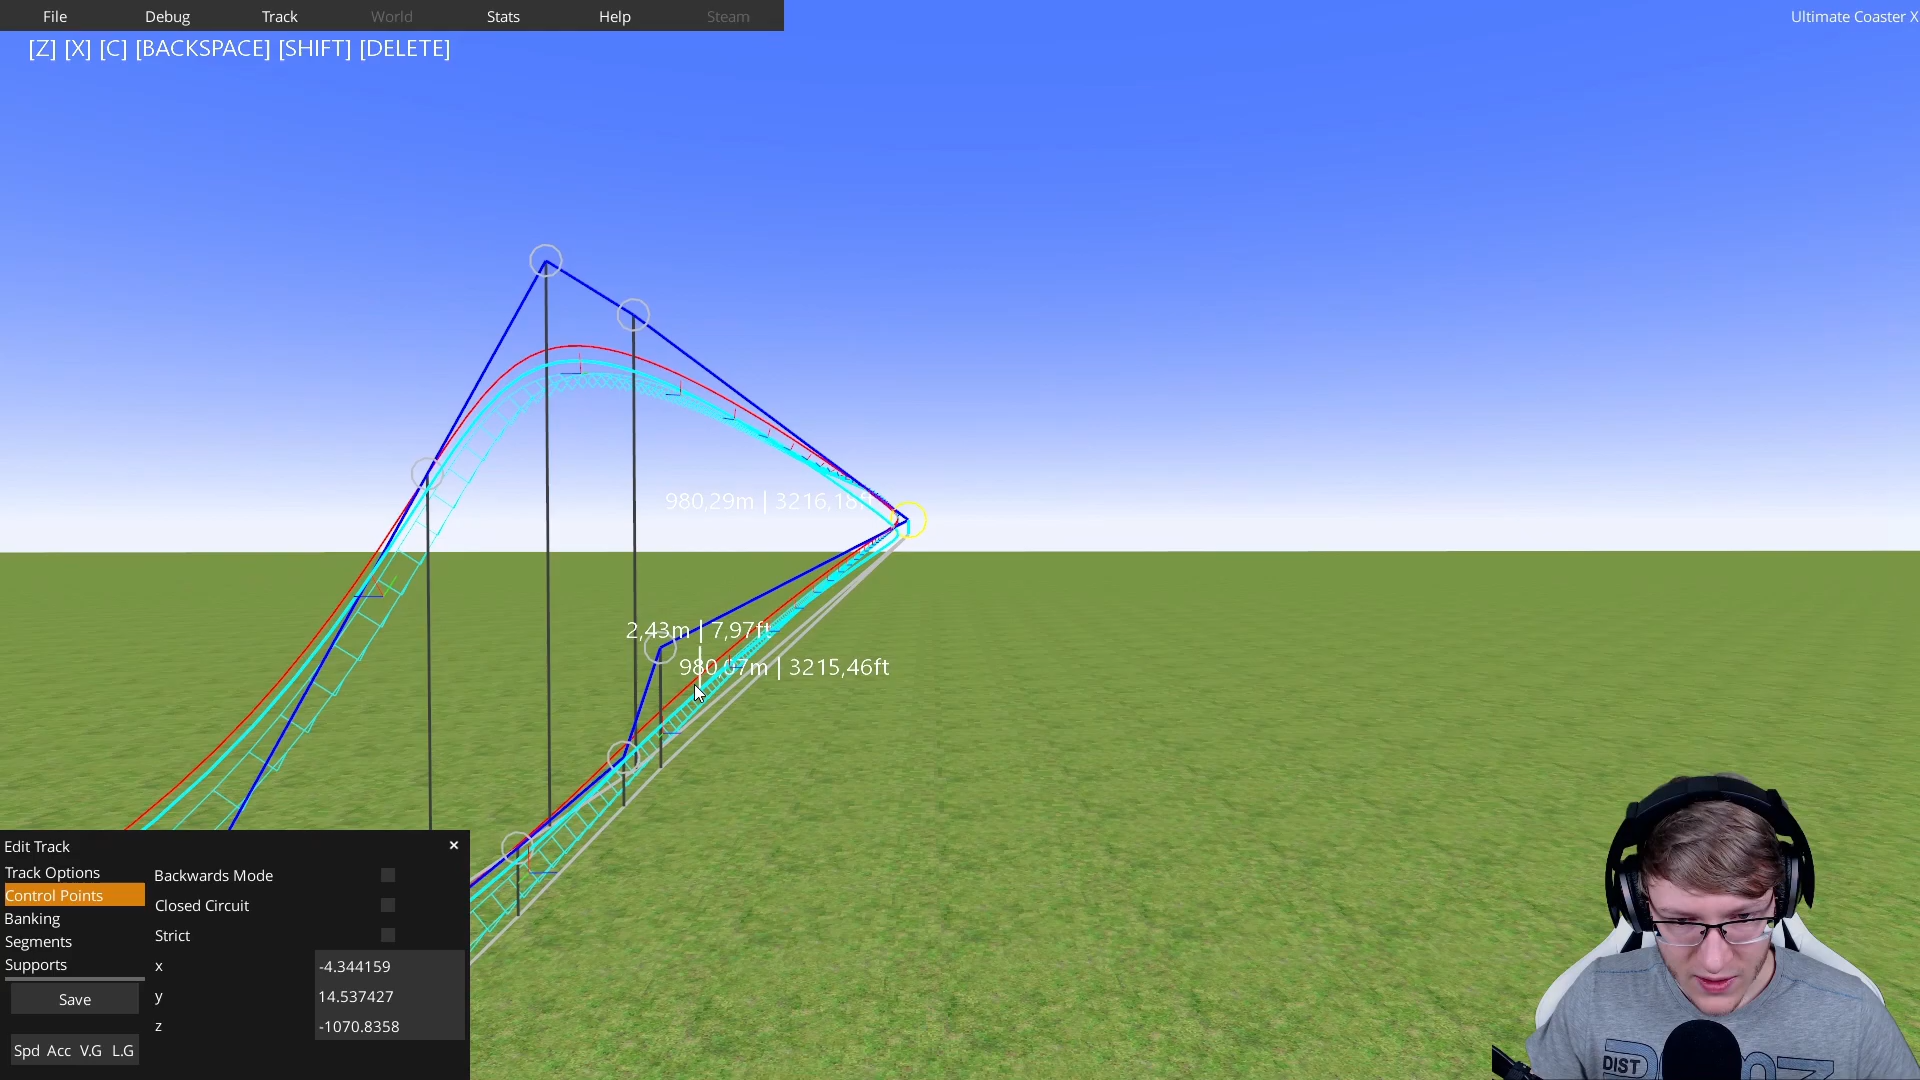 File Debug Track World Stats Help Steam
Ultimate Coaster X
[Z] [X] [C] [BACKSPACE] [SHIFT] [DELETE]
980,29m | 3216,18ft
2,43m | 7,97ft
980,07m | 3215,46ft
Edit Track
Track Options
Control Points
Banking
Segments
Supports
Save
Spd Acc V.G L.G
Backwards Mode
Closed Circuit
Strict
x -4.344159
y 14.537427
z -1070.8358
DIST